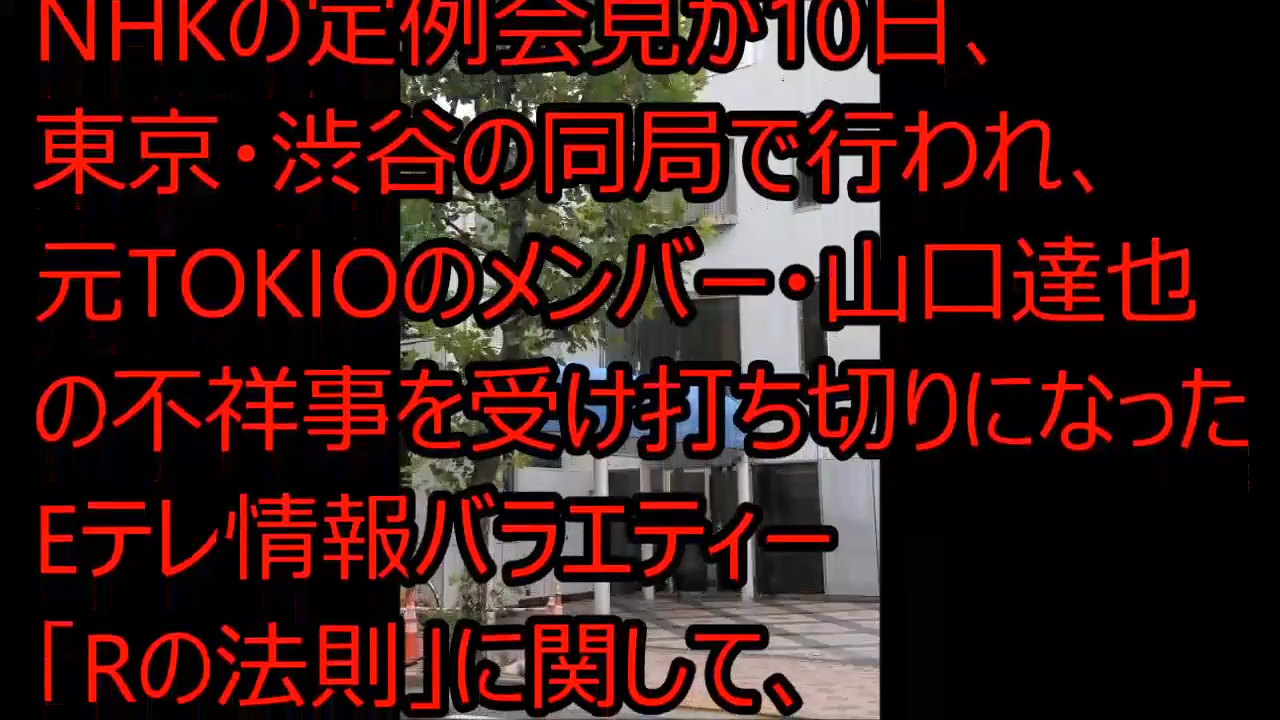 NHKの定例会見が10日、
東京・渋谷の同局で行われ、
元TOKIOのメンバー・山口達也
の不祥事を受け打ち切りになった
Eテレ情報バラエティー
「Rの法則」に関して、